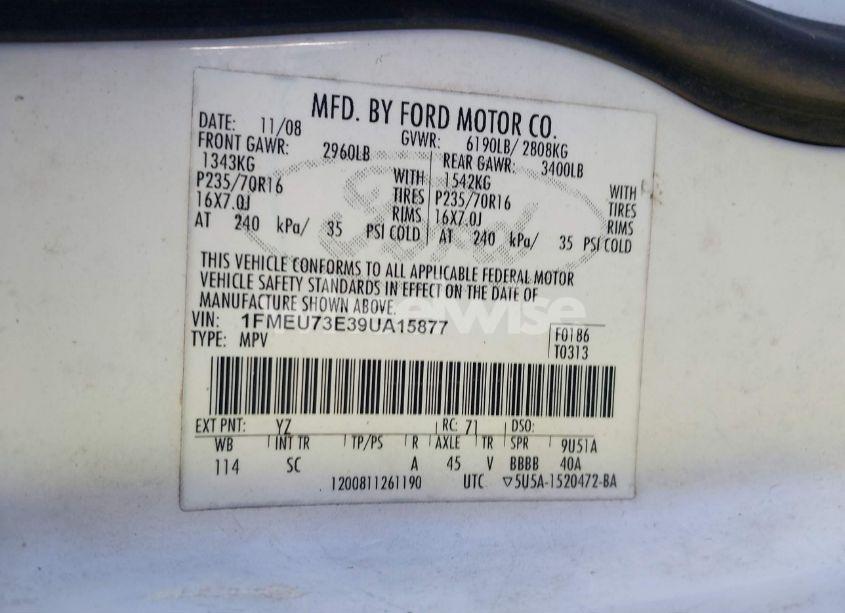 MFD. BY FORD MOTOR CO.
DATE: 11/08 GVWR: 6190LB/ 2808KG
FRONT GAWR: 2960LB REAR GAWR: 3400LB
1343KG WITH 1542KG WITH
P235/70R16 TIRES P235/70R16 TIRES
16X7.0J RIMS 16X7.0J RIMS
AT 240 kPa/ 35 PSI COLD AT 240 kPa/ 35 PSI COLD
THIS VEHICLE CONFORMS TO ALL APPLICABLE FEDERAL MOTOR
VEHICLE SAFETY STANDARDS IN EFFECT ON THE DATE OF
MANUFACTURE SHOWN ABOVE.
VIN: 1FMEU73E39UA15877 F0186
TYPE: MPV T0313
EXT PNT: YZ RC: 71 DSO:
WB INT TR TP/PS R AXLE TR SPR 9U51A
114 SC A 45 V BBBB 40A
1200811261190 UTC ▽5U5A-1520472-BA